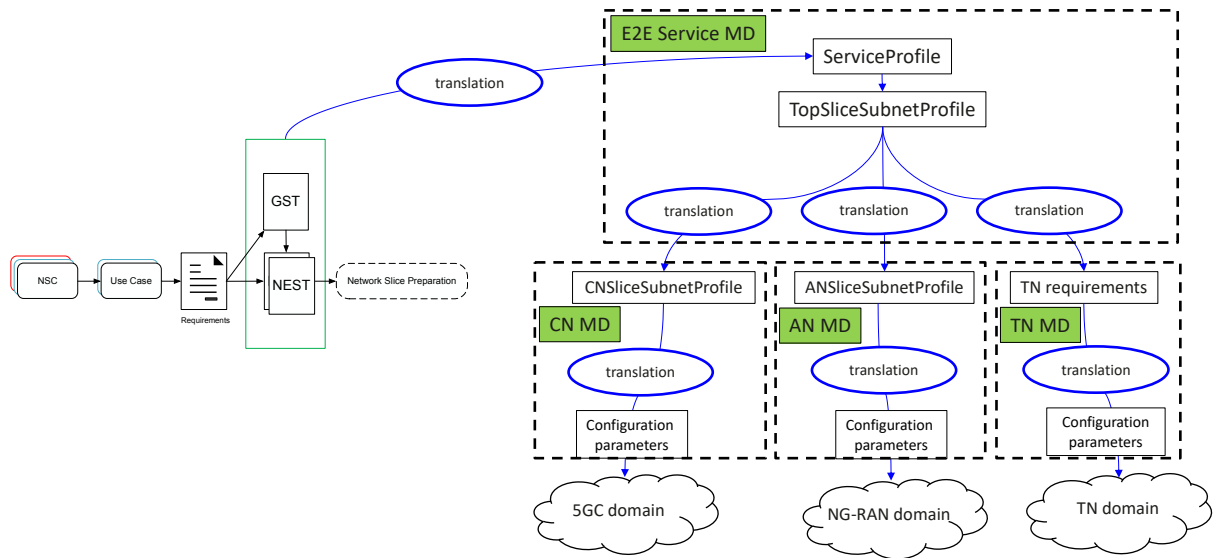 E2E Service MD
ServiceProfile
translation
TopSliceSubnetProfile
GST
translation
translation
translation
NSC
Use Case
Requirements
NEST
Network Slice Preparation
CNSliceSubnetProfile
ANSliceSubnetProfile
TN requirements
CN MD
AN MD
TN MD
translation
translation
translation
Configuration
parameters
Configuration
parameters
Configuration
parameters
5GC domain
NG-RAN domain
TN domain